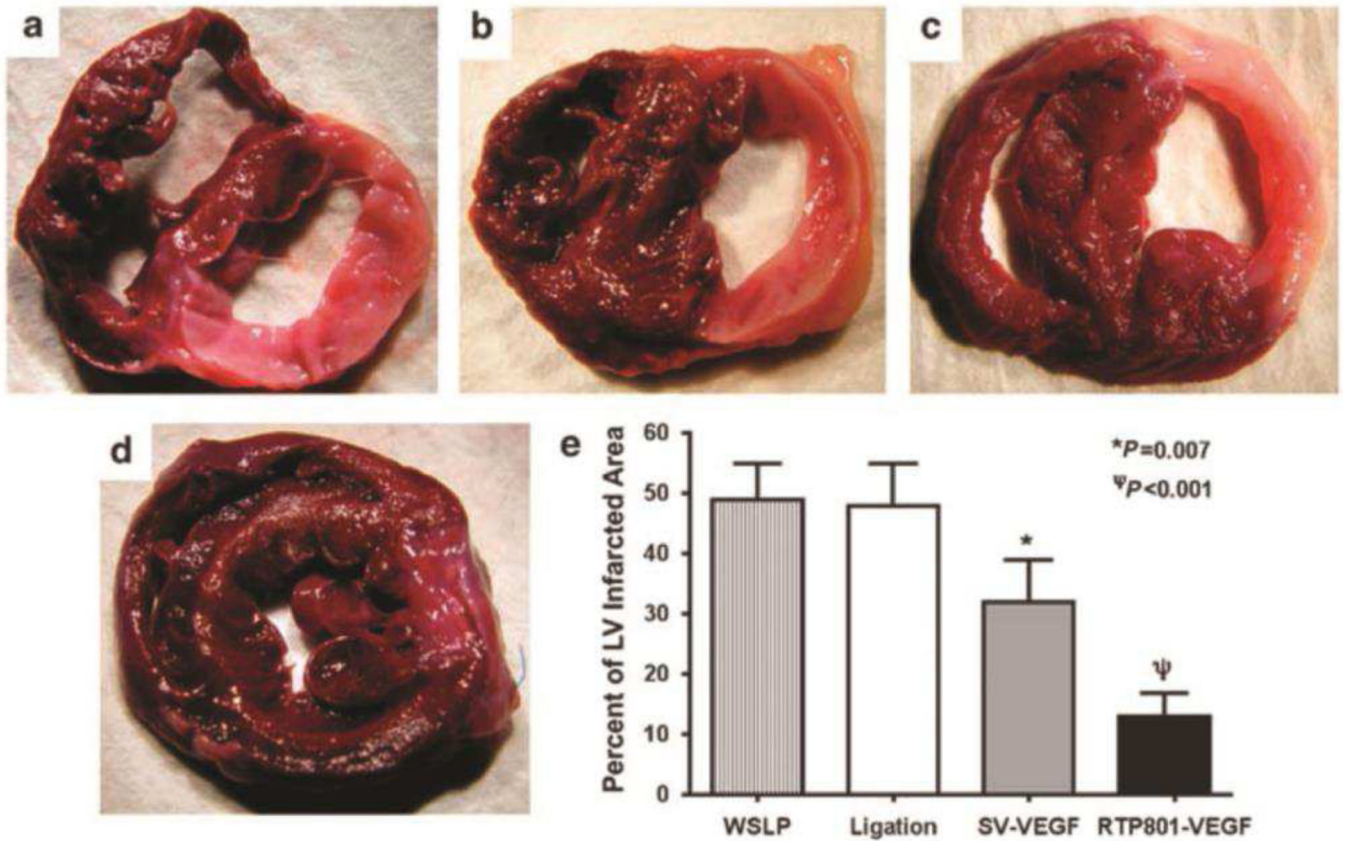 a
b
c
d
e
Percent of LV Infarcted Area
60
50
40
30
20
10
0
*P=0.007
ΨP<0.001
*
Ψ
WSLP Ligation SV-VEGF RTP801-VEGF